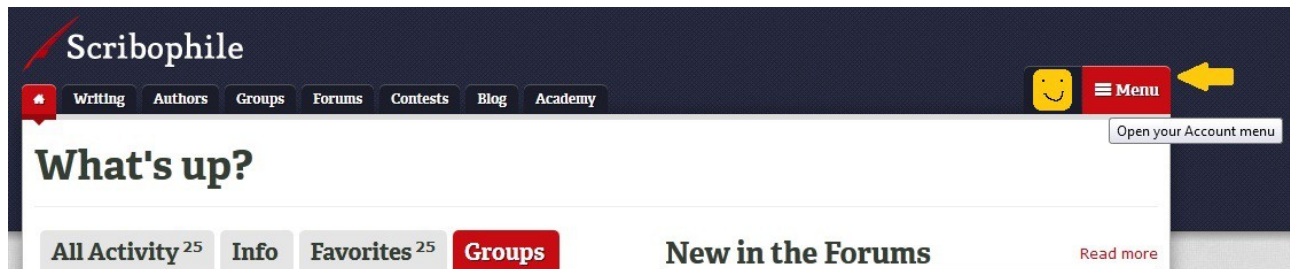 Scribophile
Writing Authors Groups Forums Contests Blog Academy
Menu
Open your Account menu
What's up?
All Activity 25 Info Favorites 25 Groups
New in the Forums
Read more